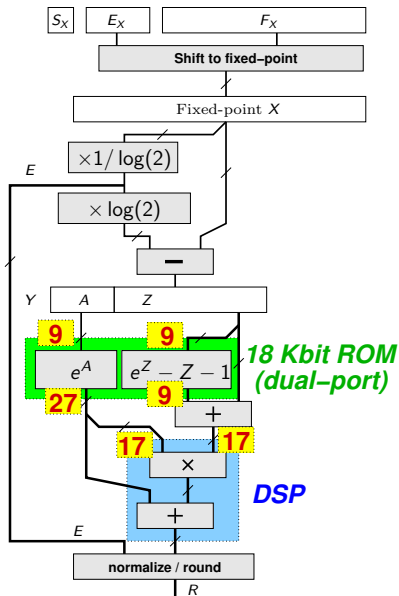 S_X E_X F_X
Shift to fixed–point
Fixed-point X
×1/ log(2)
E
× log(2)
−
Y A Z
9 9
18 Kbit ROM
(dual–port)
e^A e^Z − Z − 1
27 9
+
17 17
×
DSP
+
E
normalize / round
R